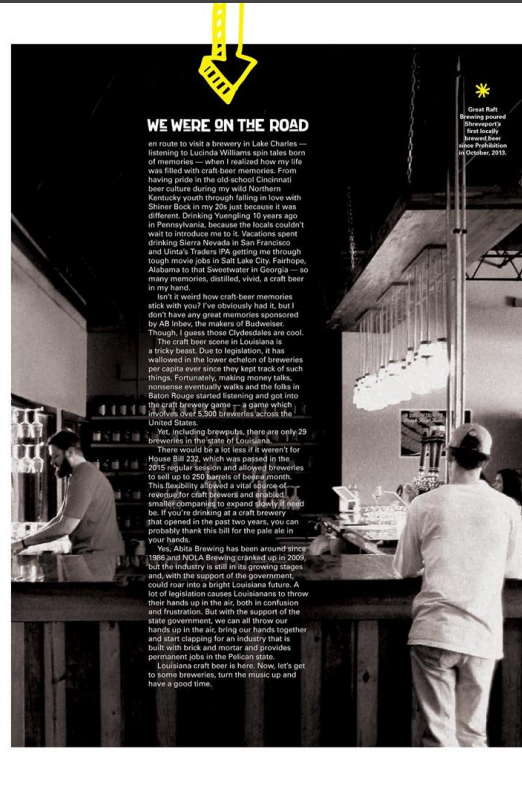 WE WERE ON THE ROAD
en route to visit a brewery in Lake Charles —
listening to Lucinda Williams spin tales born
of memories — when I realized how my life
was filled with craft-beer memories. From
having pride in the old-school Cincinnati
beer culture during my wild Northern
Kentucky youth through falling in love with
Shiner Bock in my 20s just because it was
different. Drinking Yuengling 10 years ago
in Pennsylvania, because the locals couldn't
wait to introduce me to it. Vacations spent
drinking Sierra Nevada in San Francisco
and Uinta's Traders IPA getting me through
tough movie jobs in Salt Lake City. Fairhope,
Alabama to that Sweetwater in Georgia — so
many memories, distilled, vivid, a craft beer
in my hand.
Isn't it weird how craft-beer memories
stick with you? I've obviously had it, but I
don't have any great memories sponsored
by AB Inbev, the makers of Budweiser.
Though, I guess those Clydesdales are cool.
The craft beer scene in Louisiana is
a tricky beast. Due to legislation, it has
wallowed in the lower echelon of breweries
per capita ever since they kept track of such
things. Fortunately, making money talks,
nonsense eventually walks and the folks in
Baton Rouge started listening and got into
the craft brewery game — a game which
involves over 5,300 breweries across the
United States.
Yet, including brewpubs, there are only 29
breweries in the state of Louisiana.
There would be a lot less if it weren't for
House Bill 232, which was passed in the
2015 regular session and allowed breweries
to sell up to 250 barrels of beer a month.
This flexibility allowed a vital source of
revenue for craft brewers and enabled
smaller companies to expand slowly if need
be. If you're drinking at a craft brewery
that opened in the past two years, you can
probably thank this bill for the pale ale in
your hands.
Yes, Abita Brewing has been around since
1986 and NOLA Brewing cranked up in 2009,
but the industry is still in its growing stages
and, with the support of the government,
could roar into a bright Louisiana future. A
lot of legislation causes Louisianans to throw
their hands up in the air, both in confusion
and frustration. But with the support of the
state government, we can all throw our
hands up in the air, bring our hands together
and start clapping for an industry that is
built with brick and mortar and provides
permanent jobs in the Pelican state.
Louisiana craft beer is here. Now, let's get
to some breweries, turn the music up and
have a good time.
Great Raft
Brewing poured
Shreveport's
first locally
brewed beer
since Prohibition
in October, 2013.